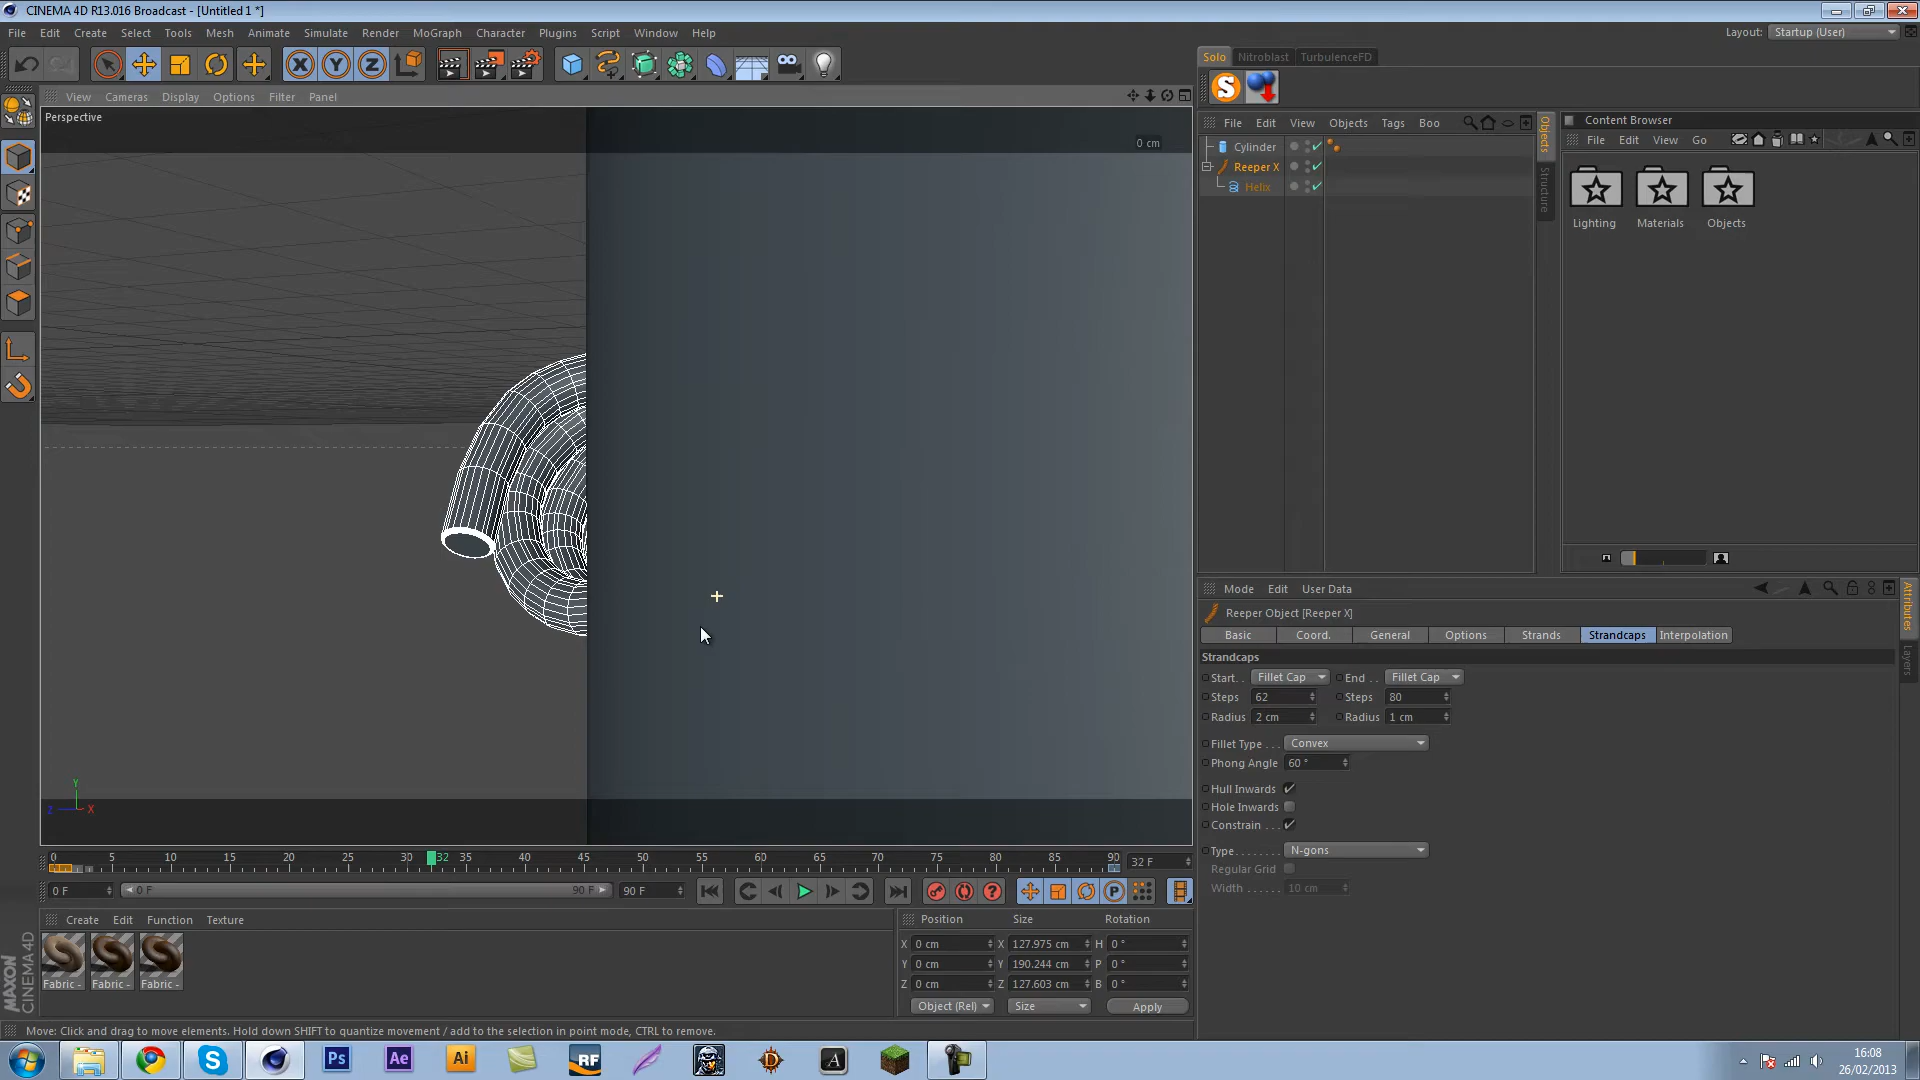 CINEMA 4D R13.016 Broadcast - [Untitled 1 *]
File Edit Create Select Tools Mesh Animate Simulate Render MoGraph Character Plugins Script Window Help
Layout: Startup (User)
Solo Nitroblast TurbulenceFD
View Cameras Display Options Filter Panel
Perspective
0 cm
File Edit View Objects Tags Boo
Cylinder
Reeper X
Helix
Objects
Structure
Content Browser
File Edit View Go
Lighting Materials Objects
Mode Edit User Data
Reeper Object [Reeper X]
Basic Coord. General Options Strands Strandcaps Interpolation
Strandcaps
Start. . Fillet Cap End . . Fillet Cap
Steps 62 Steps 80
Radius 2 cm Radius 1 cm
Fillet Type . . . Convex
Phong Angle 60 °
Hull Inwards
Hole Inwards
Constrain . . .
Type. . . . . . . . N-gons
Regular Grid
Width . . . . . . 10 cm
Attributes
Layers
Y
Z X
0 5 10 15 20 25 30 32 35 40 45 50 55 60 65 70 75 80 85 90 32 F
0 F 0 F 90 F 90 F
Create Edit Function Texture
Fabric - Fabric - Fabric -
Position Size Rotation
X 0 cm X 127.975 cm H 0 °
Y 0 cm Y 190.244 cm P 0 °
Z 0 cm Z 127.603 cm B 0 °
Object (Rel) Size Apply
MAXON
CINEMA 4D
Move: Click and drag to move elements. Hold down SHIFT to quantize movement / add to the selection in point mode, CTRL to remove.
Ps Ae Ai RF
16:08
26/02/2013